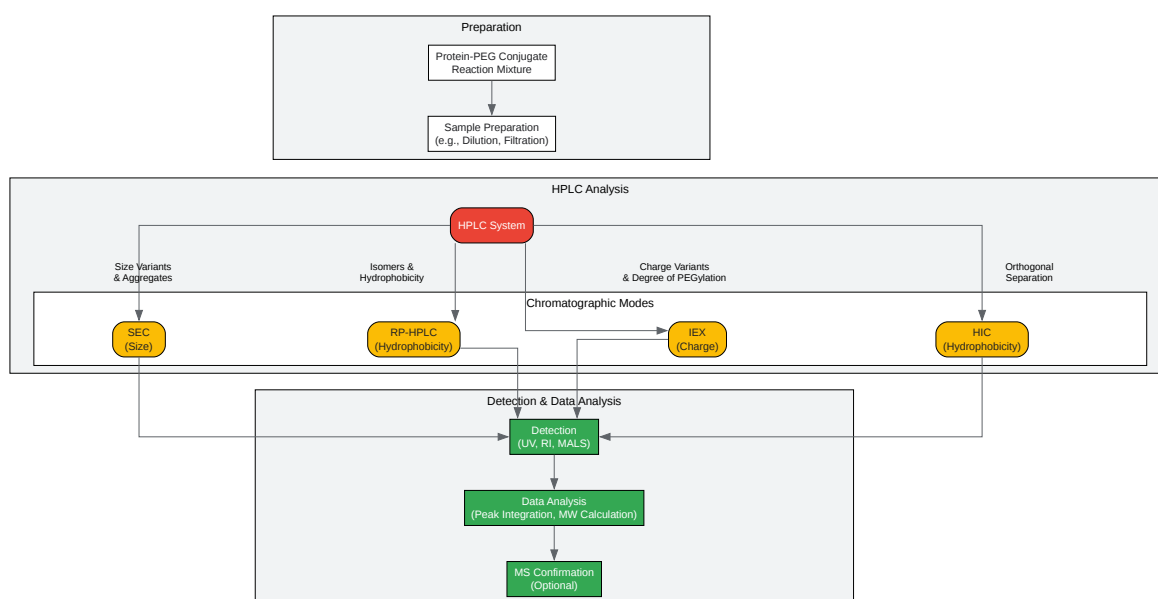 Preparation
Protein-PEG Conjugate
Reaction Mixture
Sample Preparation
(e.g., Dilution, Filtration)
HPLC Analysis
HPLC System
Size Variants
& Aggregates
Isomers &
Hydrophobicity
Charge Variants
& Degree of PEGylation
Orthogonal
Separation
Chromatographic Modes
SEC
(Size)
RP-HPLC
(Hydrophobicity)
IEX
(Charge)
HIC
(Hydrophobicity)
Detection & Data Analysis
Detection
(UV, RI, MALS)
Data Analysis
(Peak Integration, MW Calculation)
MS Confirmation
(Optional)